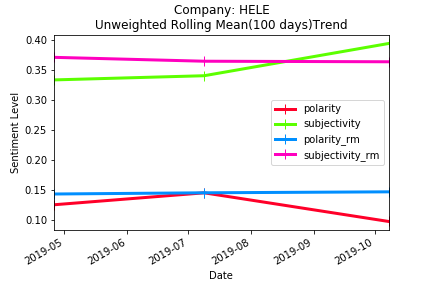 Company: HELE
Unweighted Rolling Mean(100 days)Trend
0.40
0.35
0.30
0.25
0.20
0.15
0.10
Sentiment Level
polarity
subjectivity
polarity_rm
subjectivity_rm
2019-05
2019-06
2019-07
2019-08
2019-09
2019-10
Date